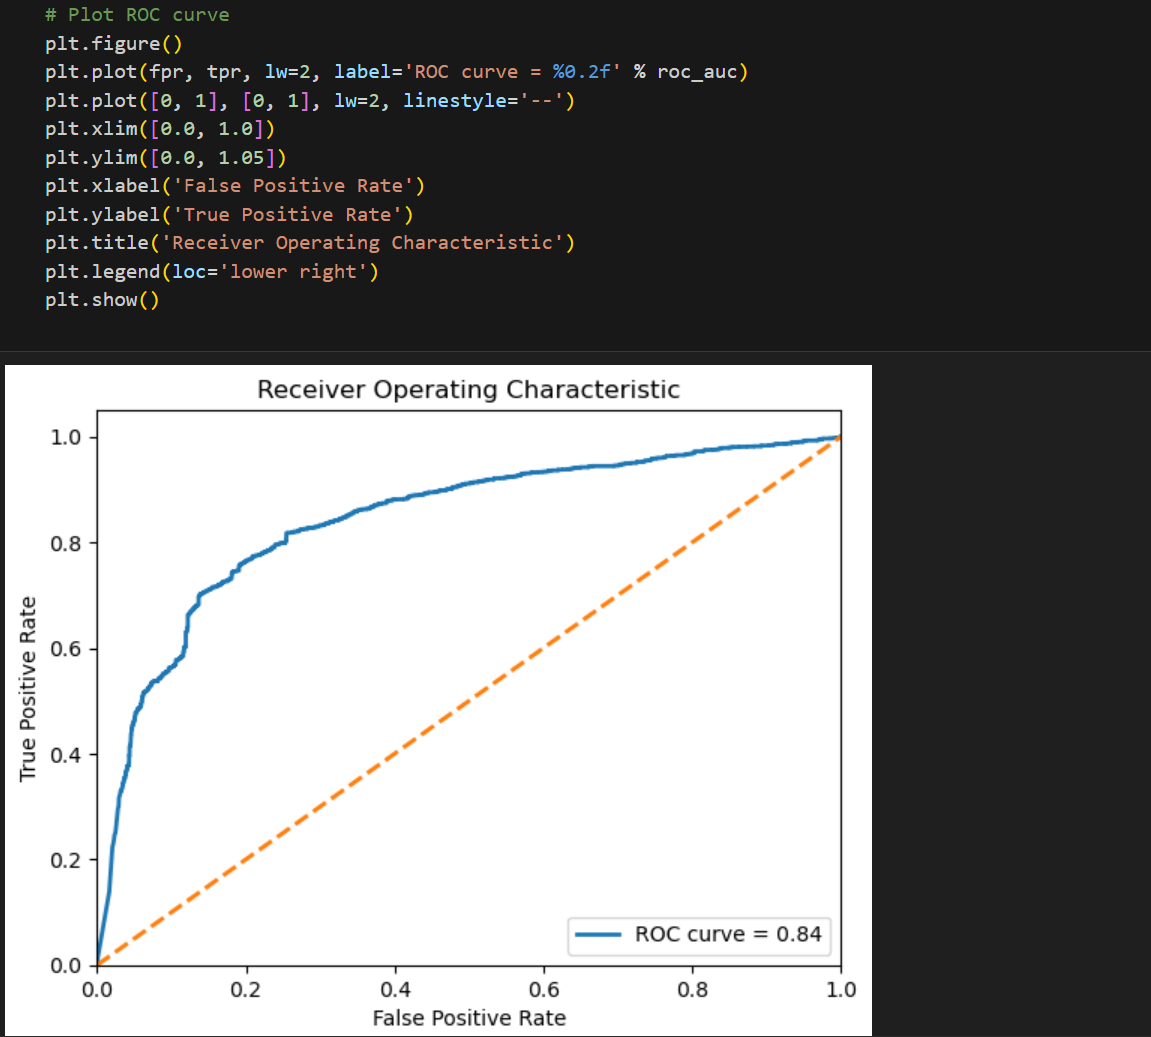 # Plot ROC curve
plt.figure()
plt.plot(fpr, tpr, lw=2, label='ROC curve = %0.2f' % roc_auc)
plt.plot([0, 1], [0, 1], lw=2, linestyle='--')
plt.xlim([0.0, 1.0])
plt.ylim([0.0, 1.05])
plt.xlabel('False Positive Rate')
plt.ylabel('True Positive Rate')
plt.title('Receiver Operating Characteristic')
plt.legend(loc='lower right')
plt.show()
Receiver Operating Characteristic
1.0
0.8
0.6
0.4
0.2
0.0
True Positive Rate
ROC curve = 0.84
0.0 0.2 0.4 0.6 0.8 1.0
False Positive Rate